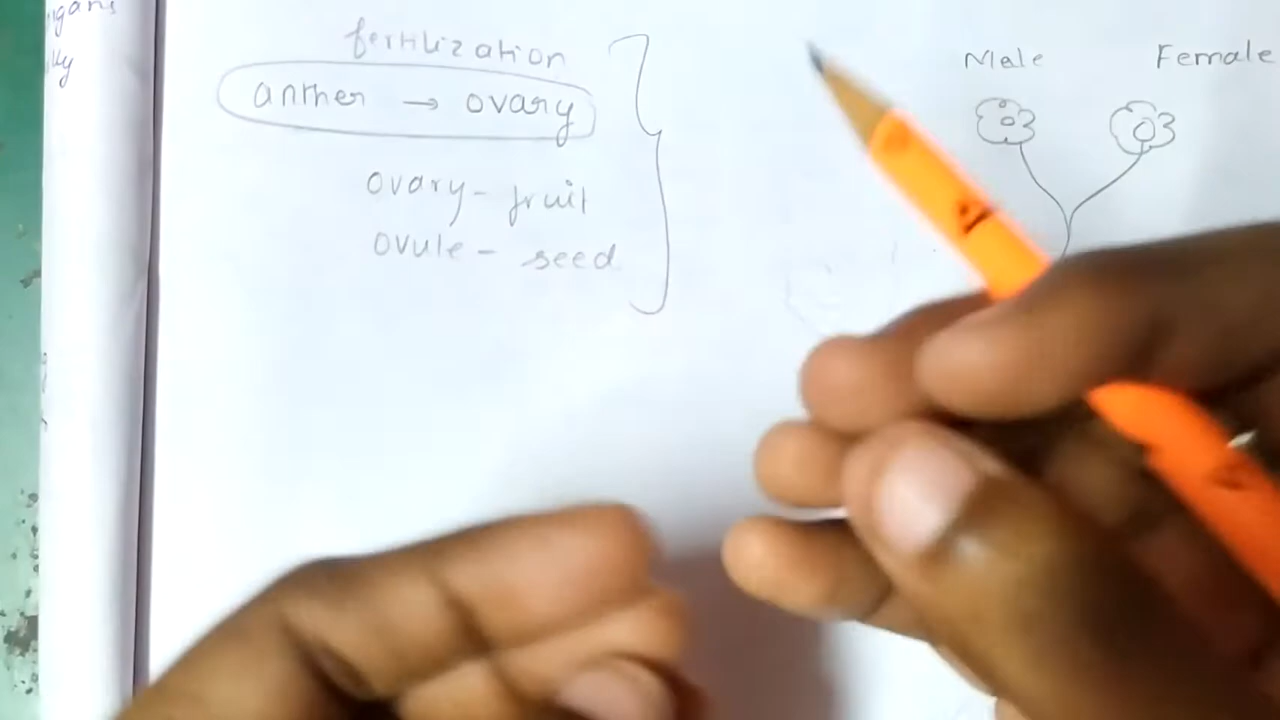 fertilization
anther → ovary
ovary - fruit
ovule - seed
Male Female